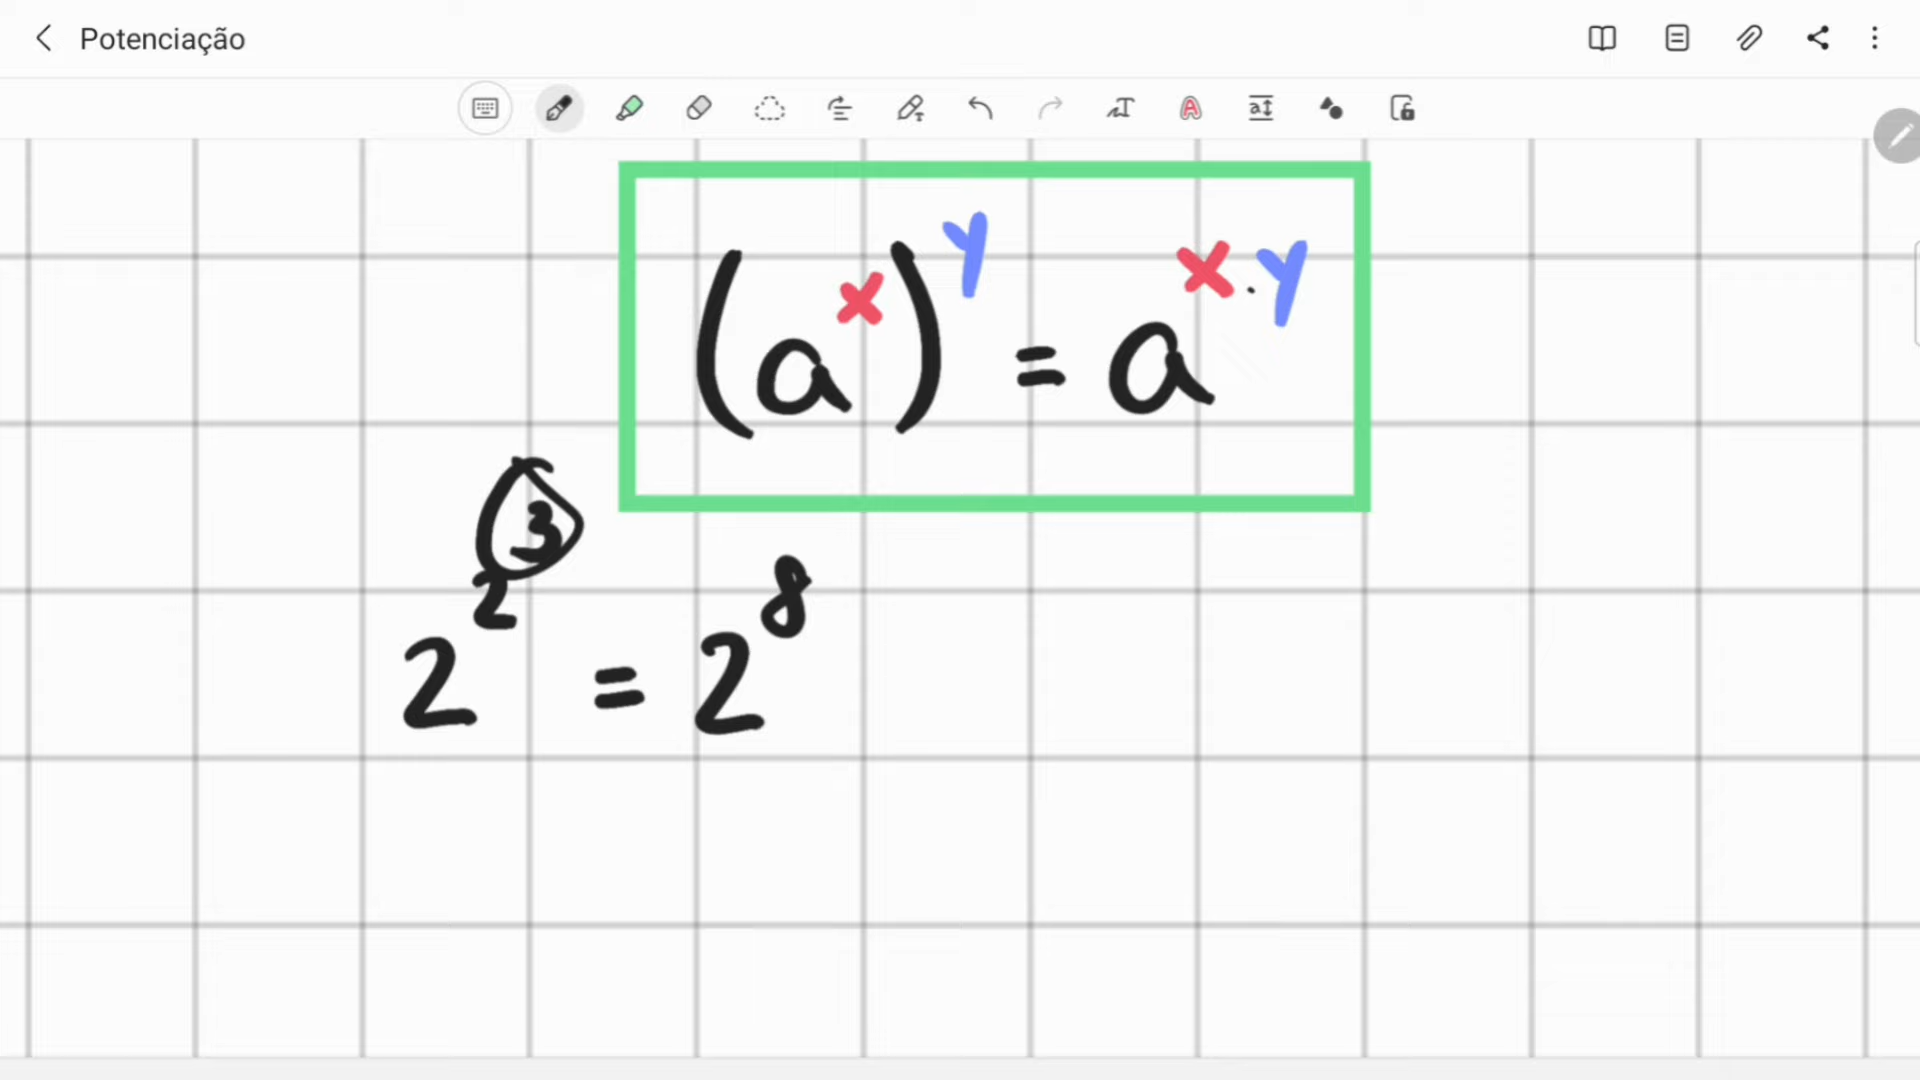 Potenciação
(a^x)^y = a^(x·y)
2^2^3 = 2^8